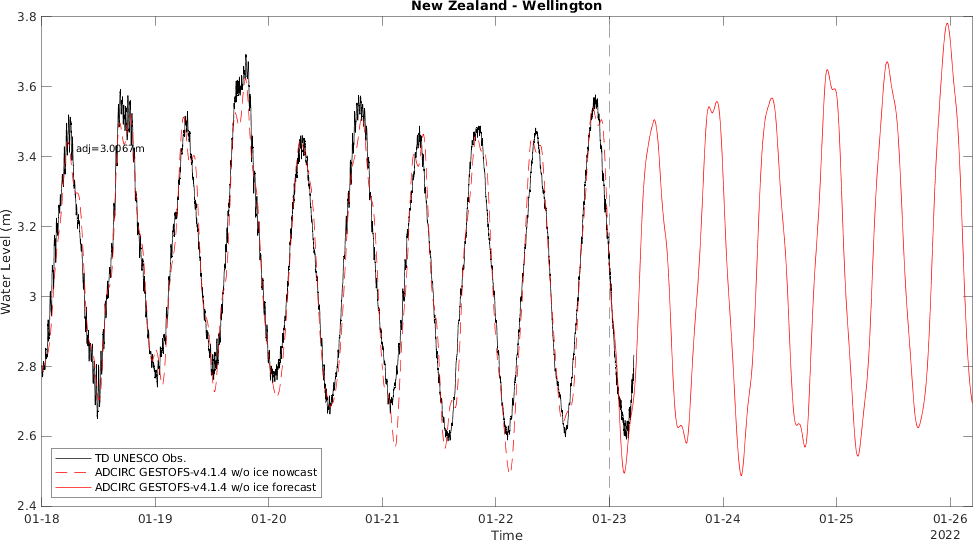 New Zealand - Wellington
3.8
3.6
3.4
3.2
3
2.8
2.6
2.4
Water Level (m)
adj=3.0067m
TD UNESCO Obs.
ADCIRC GESTOFS-v4.1.4 w/o ice nowcast
ADCIRC GESTOFS-v4.1.4 w/o ice forecast
01-18 01-19 01-20 01-21 01-22 01-23 01-24 01-25 01-26
2022
Time